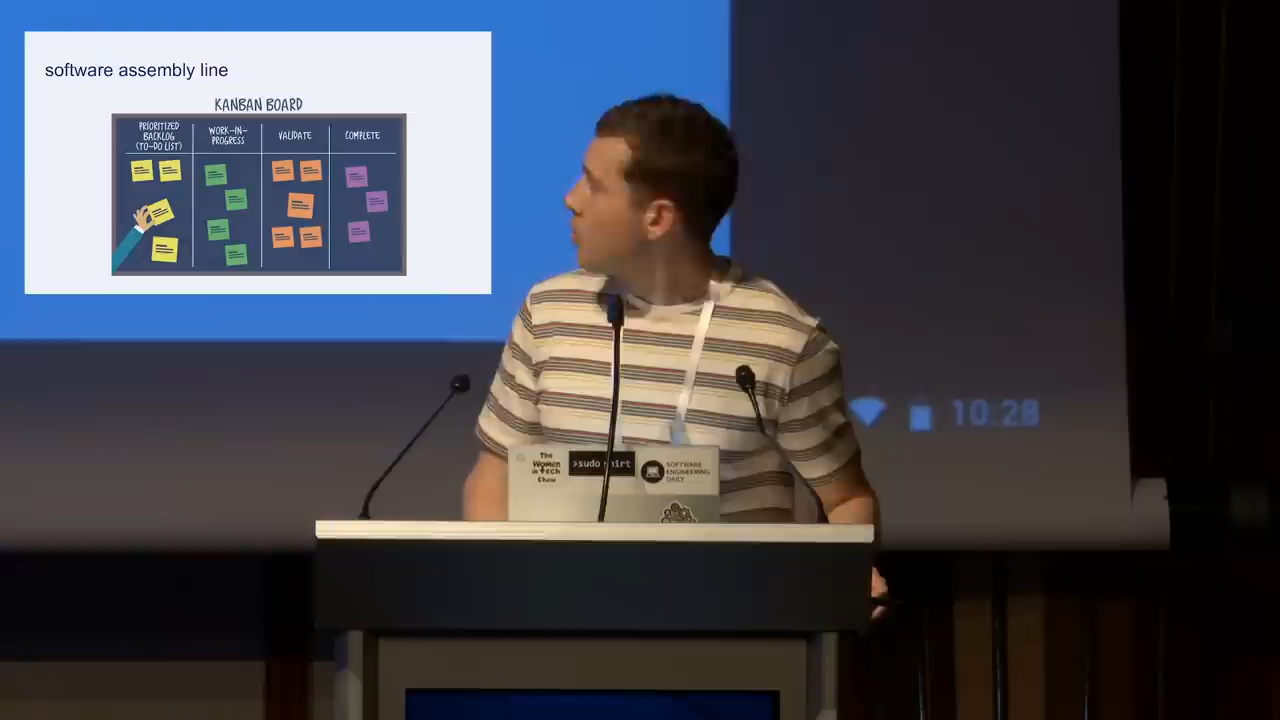 software assembly line
KANBAN BOARD
PRIORITIZED
BACKLOG
(TO-DO LIST)
WORK-IN-
PROGRESS
VALIDATE
COMPLETE
10:28
The
Women
in Tech
Show
>sudo
SOFTWARE
ENGINEERING
DAILY